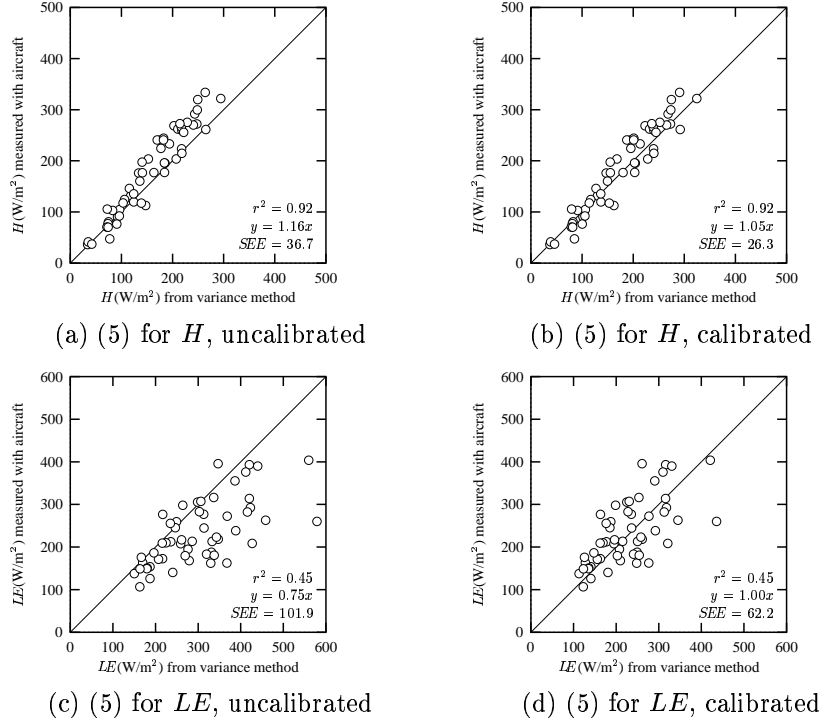 500
400
300
200
100
0
H(W/m²) measured with aircraft
r² = 0.92
y = 1.16x
SEE = 36.7
0 100 200 300 400 500
H(W/m²) from variance method
(a) (5) for H, uncalibrated
500
400
300
200
100
0
H(W/m²) measured with aircraft
r² = 0.92
y = 1.05x
SEE = 26.3
0 100 200 300 400 500
H(W/m²) from variance method
(b) (5) for H, calibrated
600
500
400
300
200
100
0
LE(W/m²) measured with aircraft
r² = 0.45
y = 0.75x
SEE = 101.9
0 100 200 300 400 500 600
LE(W/m²) from variance method
(c) (5) for LE, uncalibrated
600
500
400
300
200
100
0
LE(W/m²) measured with aircraft
r² = 0.45
y = 1.00x
SEE = 62.2
0 100 200 300 400 500 600
LE(W/m²) from variance method
(d) (5) for LE, calibrated